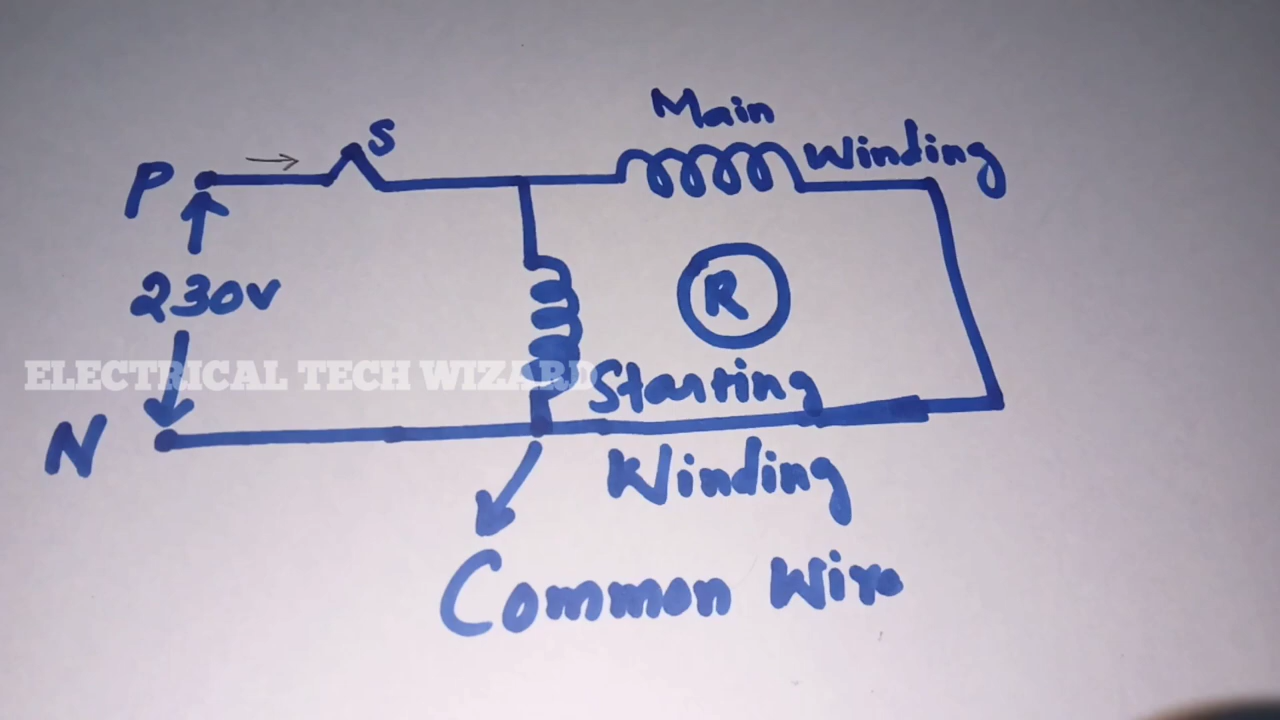 Main
S
Winding
P
230v
R
ELECTRICAL TECH WIZARD
Starting
N
Winding
Common Wire